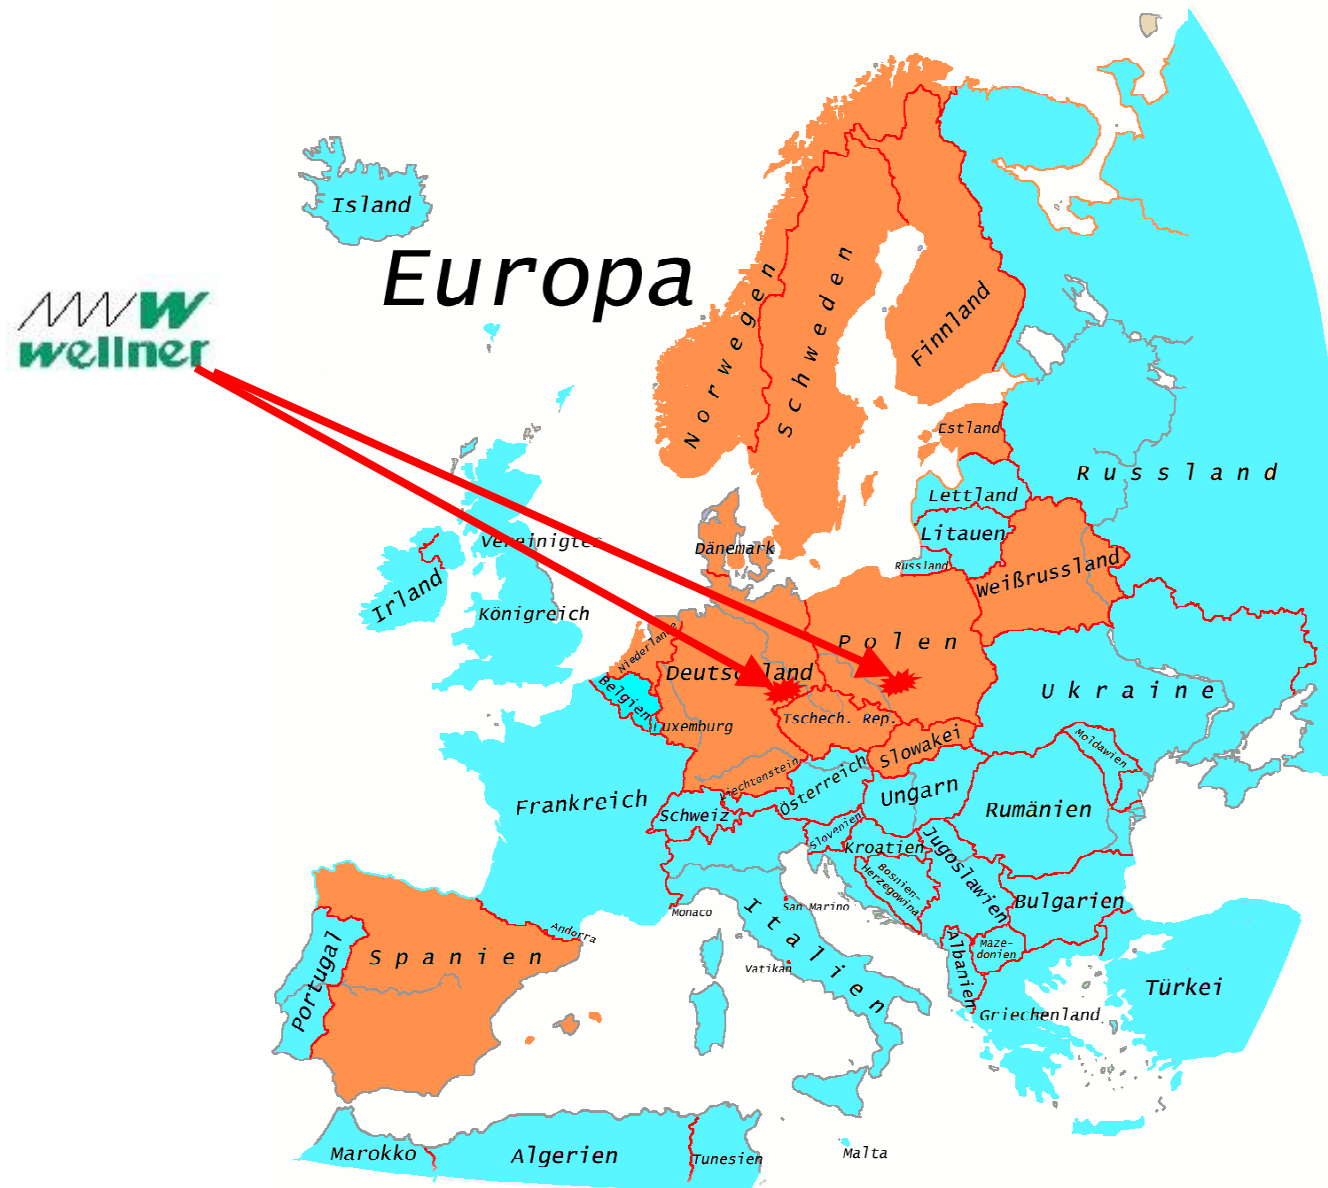 Island
Europa
W
wellner
Norwegen
Schweden
Finnland
Estland
Russland
Lettland
Litauen
Russland
Weißrussland
Vereinigtes
Königreich
Irland
Dänemark
Niederlande
Deutschland
Polen
Belgien
Luxemburg
Tschech. Rep.
Slowakei
Ukraine
Moldawien
Liechtenstein
Österreich
Ungarn
Rumänien
Frankreich
Schweiz
Slovenien
Kroatien
Bosnien-
Herzegowina
Jugoslawien
Bulgarien
Monaco
San Marino
Italien
Vatikan
Andorra
Spanien
Portugal
Albanien
Maze-
donien
Griechenland
Türkei
Marokko
Algerien
Tunesien
Malta